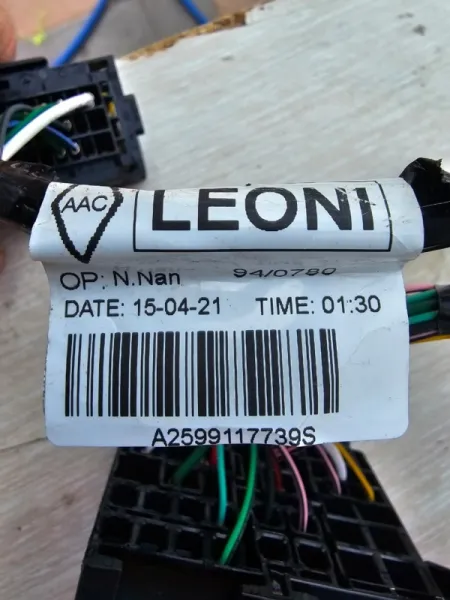 AAC
LEONI
OP: N.Nan 94/0780
DATE: 15-04-21 TIME: 01:30
A2599117739S